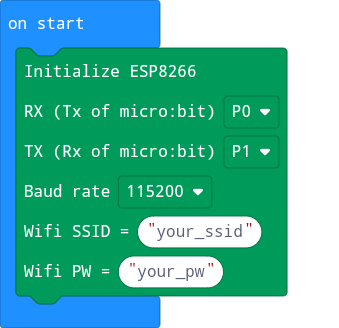 on start
Initialize ESP8266
RX (Tx of micro:bit) P0
TX (Rx of micro:bit) P1
Baud rate 115200
Wifi SSID = "your_ssid"
Wifi PW = "your_pw"